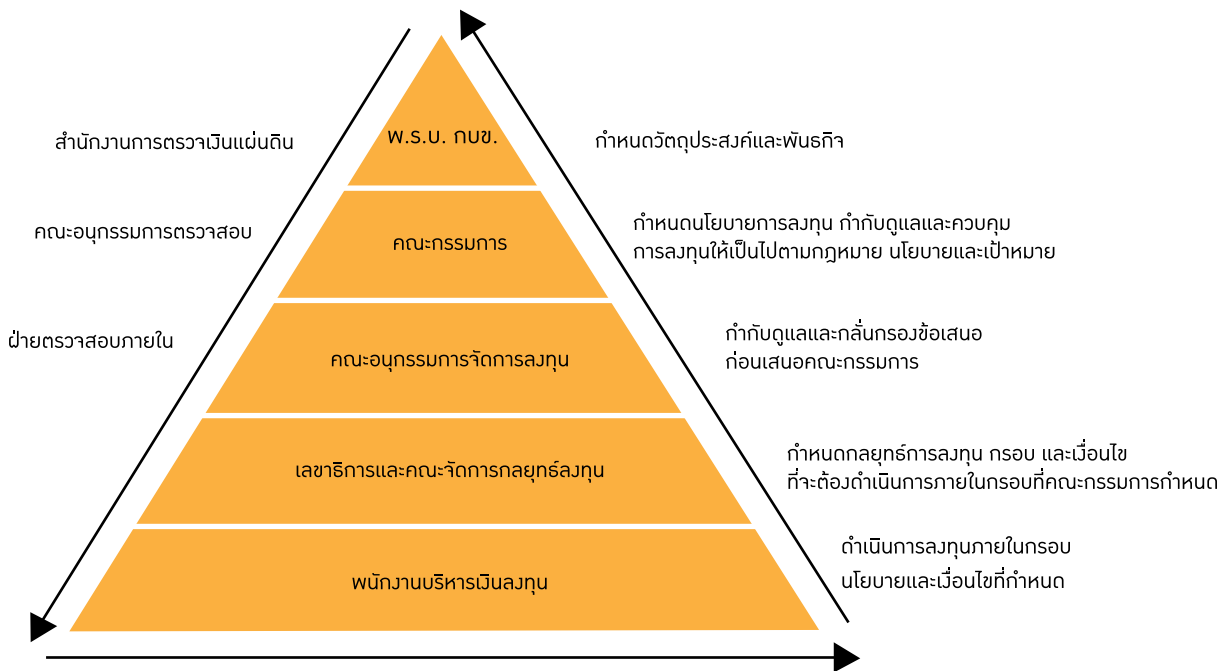 สำนักงานการตรวจเงินแผ่นดิน
พ.ร.บ. กบข.
กำหนดวัตถุประสงค์และพันธกิจ
คณะอนุกรรมการตรวจสอบ
คณะกรรมการ
กำหนดนโยบายการลงทุน กำกับดูแลและควบคุม
การลงทุนให้เป็นไปตามกฎหมาย นโยบายและเป้าหมาย
ฝ่ายตรวจสอบภายใน
คณะอนุกรรมการจัดการลงทุน
กำกับดูแลและกลั่นกรองข้อเสนอ
ก่อนเสนอคณะกรรมการ
เลขาธิการและคณะจัดการกลยุทธ์ลงทุน
กำหนดกลยุทธ์การลงทุน กรอบ และเงื่อนไข
ที่จะต้องดำเนินการภายในกรอบที่คณะกรรมการกำหนด
พนักงานบริหารเงินลงทุน
ดำเนินการลงทุนภายในกรอบ
นโยบายและเงื่อนไขที่กำหนด